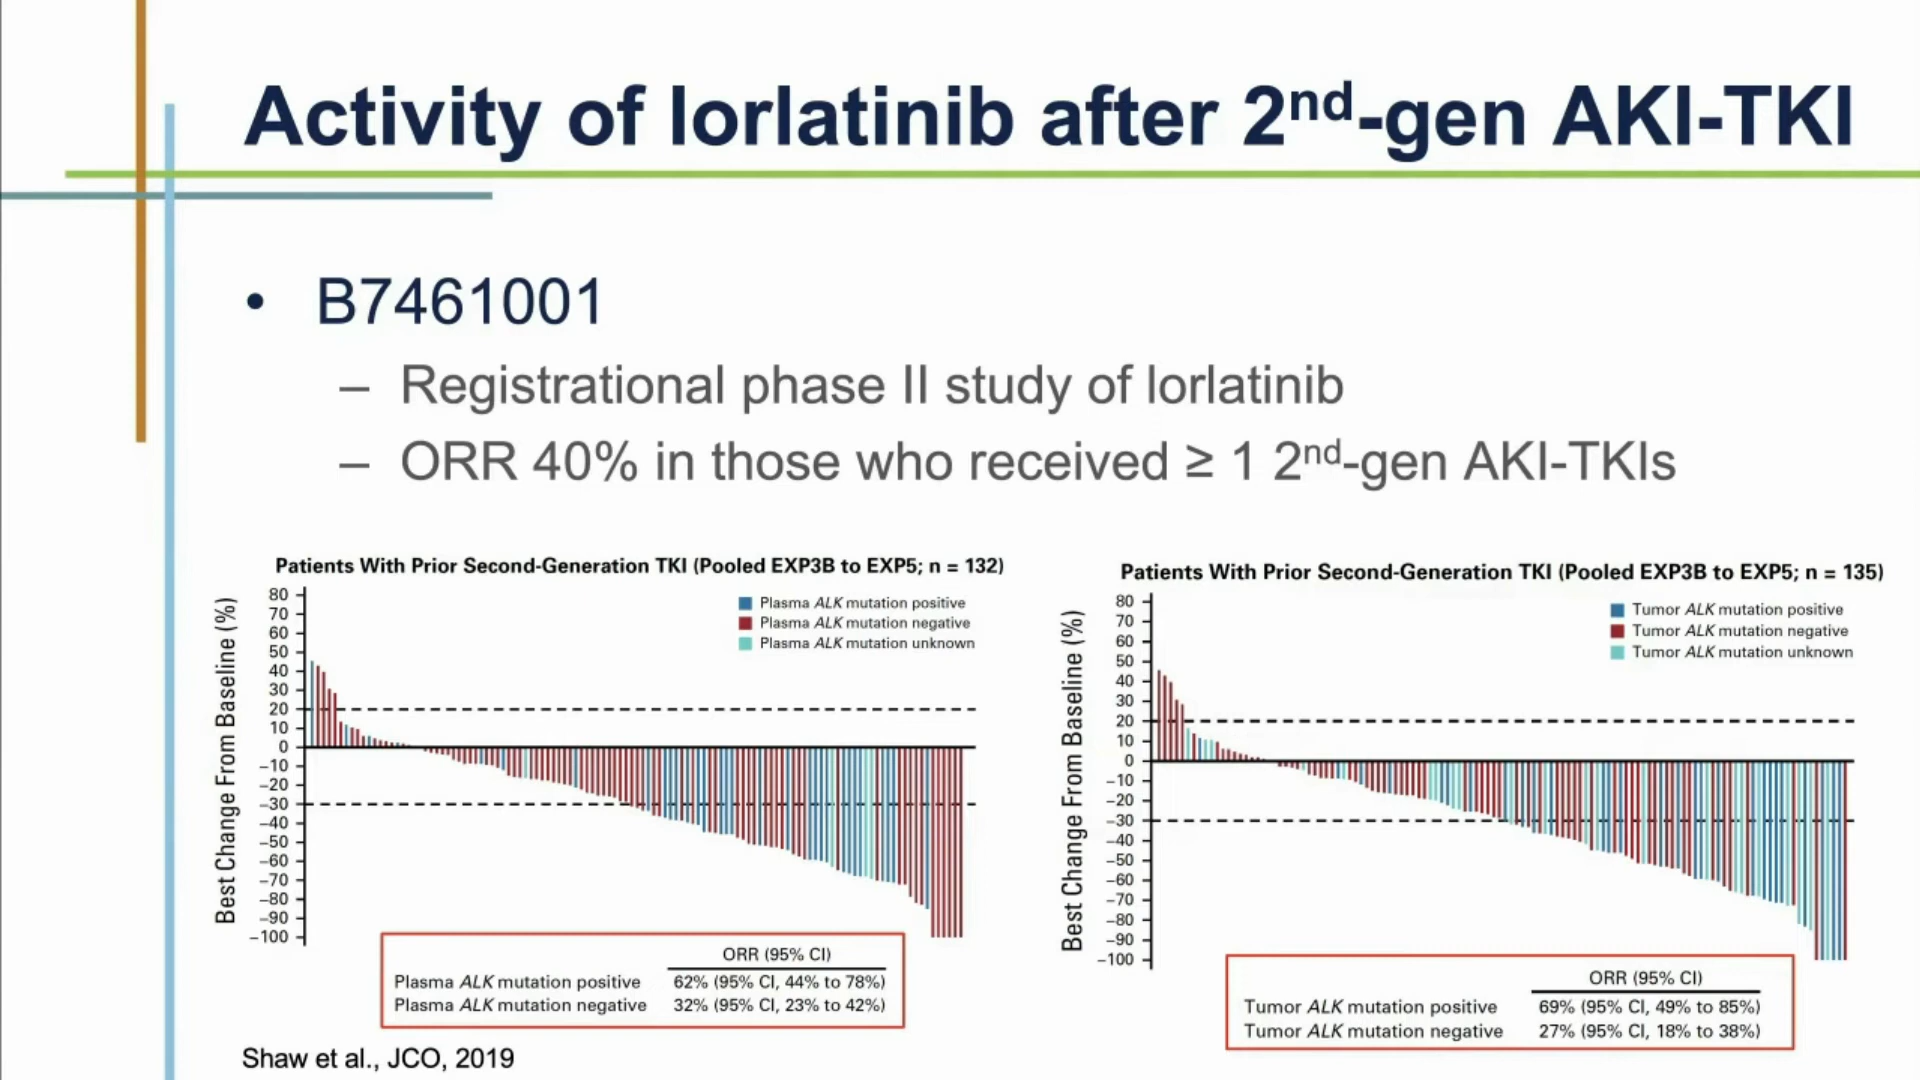 Activity of lorlatinib after 2nd-gen AKI-TKI
• B7461001
– Registrational phase II study of lorlatinib
– ORR 40% in those who received ≥ 1 2nd-gen AKI-TKIs
Patients With Prior Second-Generation TKI (Pooled EXP3B to EXP5; n = 132)
Best Change From Baseline (%)
80
70
60
50
40
30
20
10
0
–10
–20
–30
–40
–50
–60
–70
–80
–90
–100
Plasma ALK mutation positive
Plasma ALK mutation negative
Plasma ALK mutation unknown
ORR (95% CI)
Plasma ALK mutation positive 62% (95% CI, 44% to 78%)
Plasma ALK mutation negative 32% (95% CI, 23% to 42%)
Patients With Prior Second-Generation TKI (Pooled EXP3B to EXP5; n = 135)
Best Change From Baseline (%)
80
70
60
50
40
30
20
10
0
–10
–20
–30
–40
–50
–60
–70
–80
–90
–100
Tumor ALK mutation positive
Tumor ALK mutation negative
Tumor ALK mutation unknown
ORR (95% CI)
Tumor ALK mutation positive 69% (95% CI, 49% to 85%)
Tumor ALK mutation negative 27% (95% CI, 18% to 38%)
Shaw et al., JCO, 2019